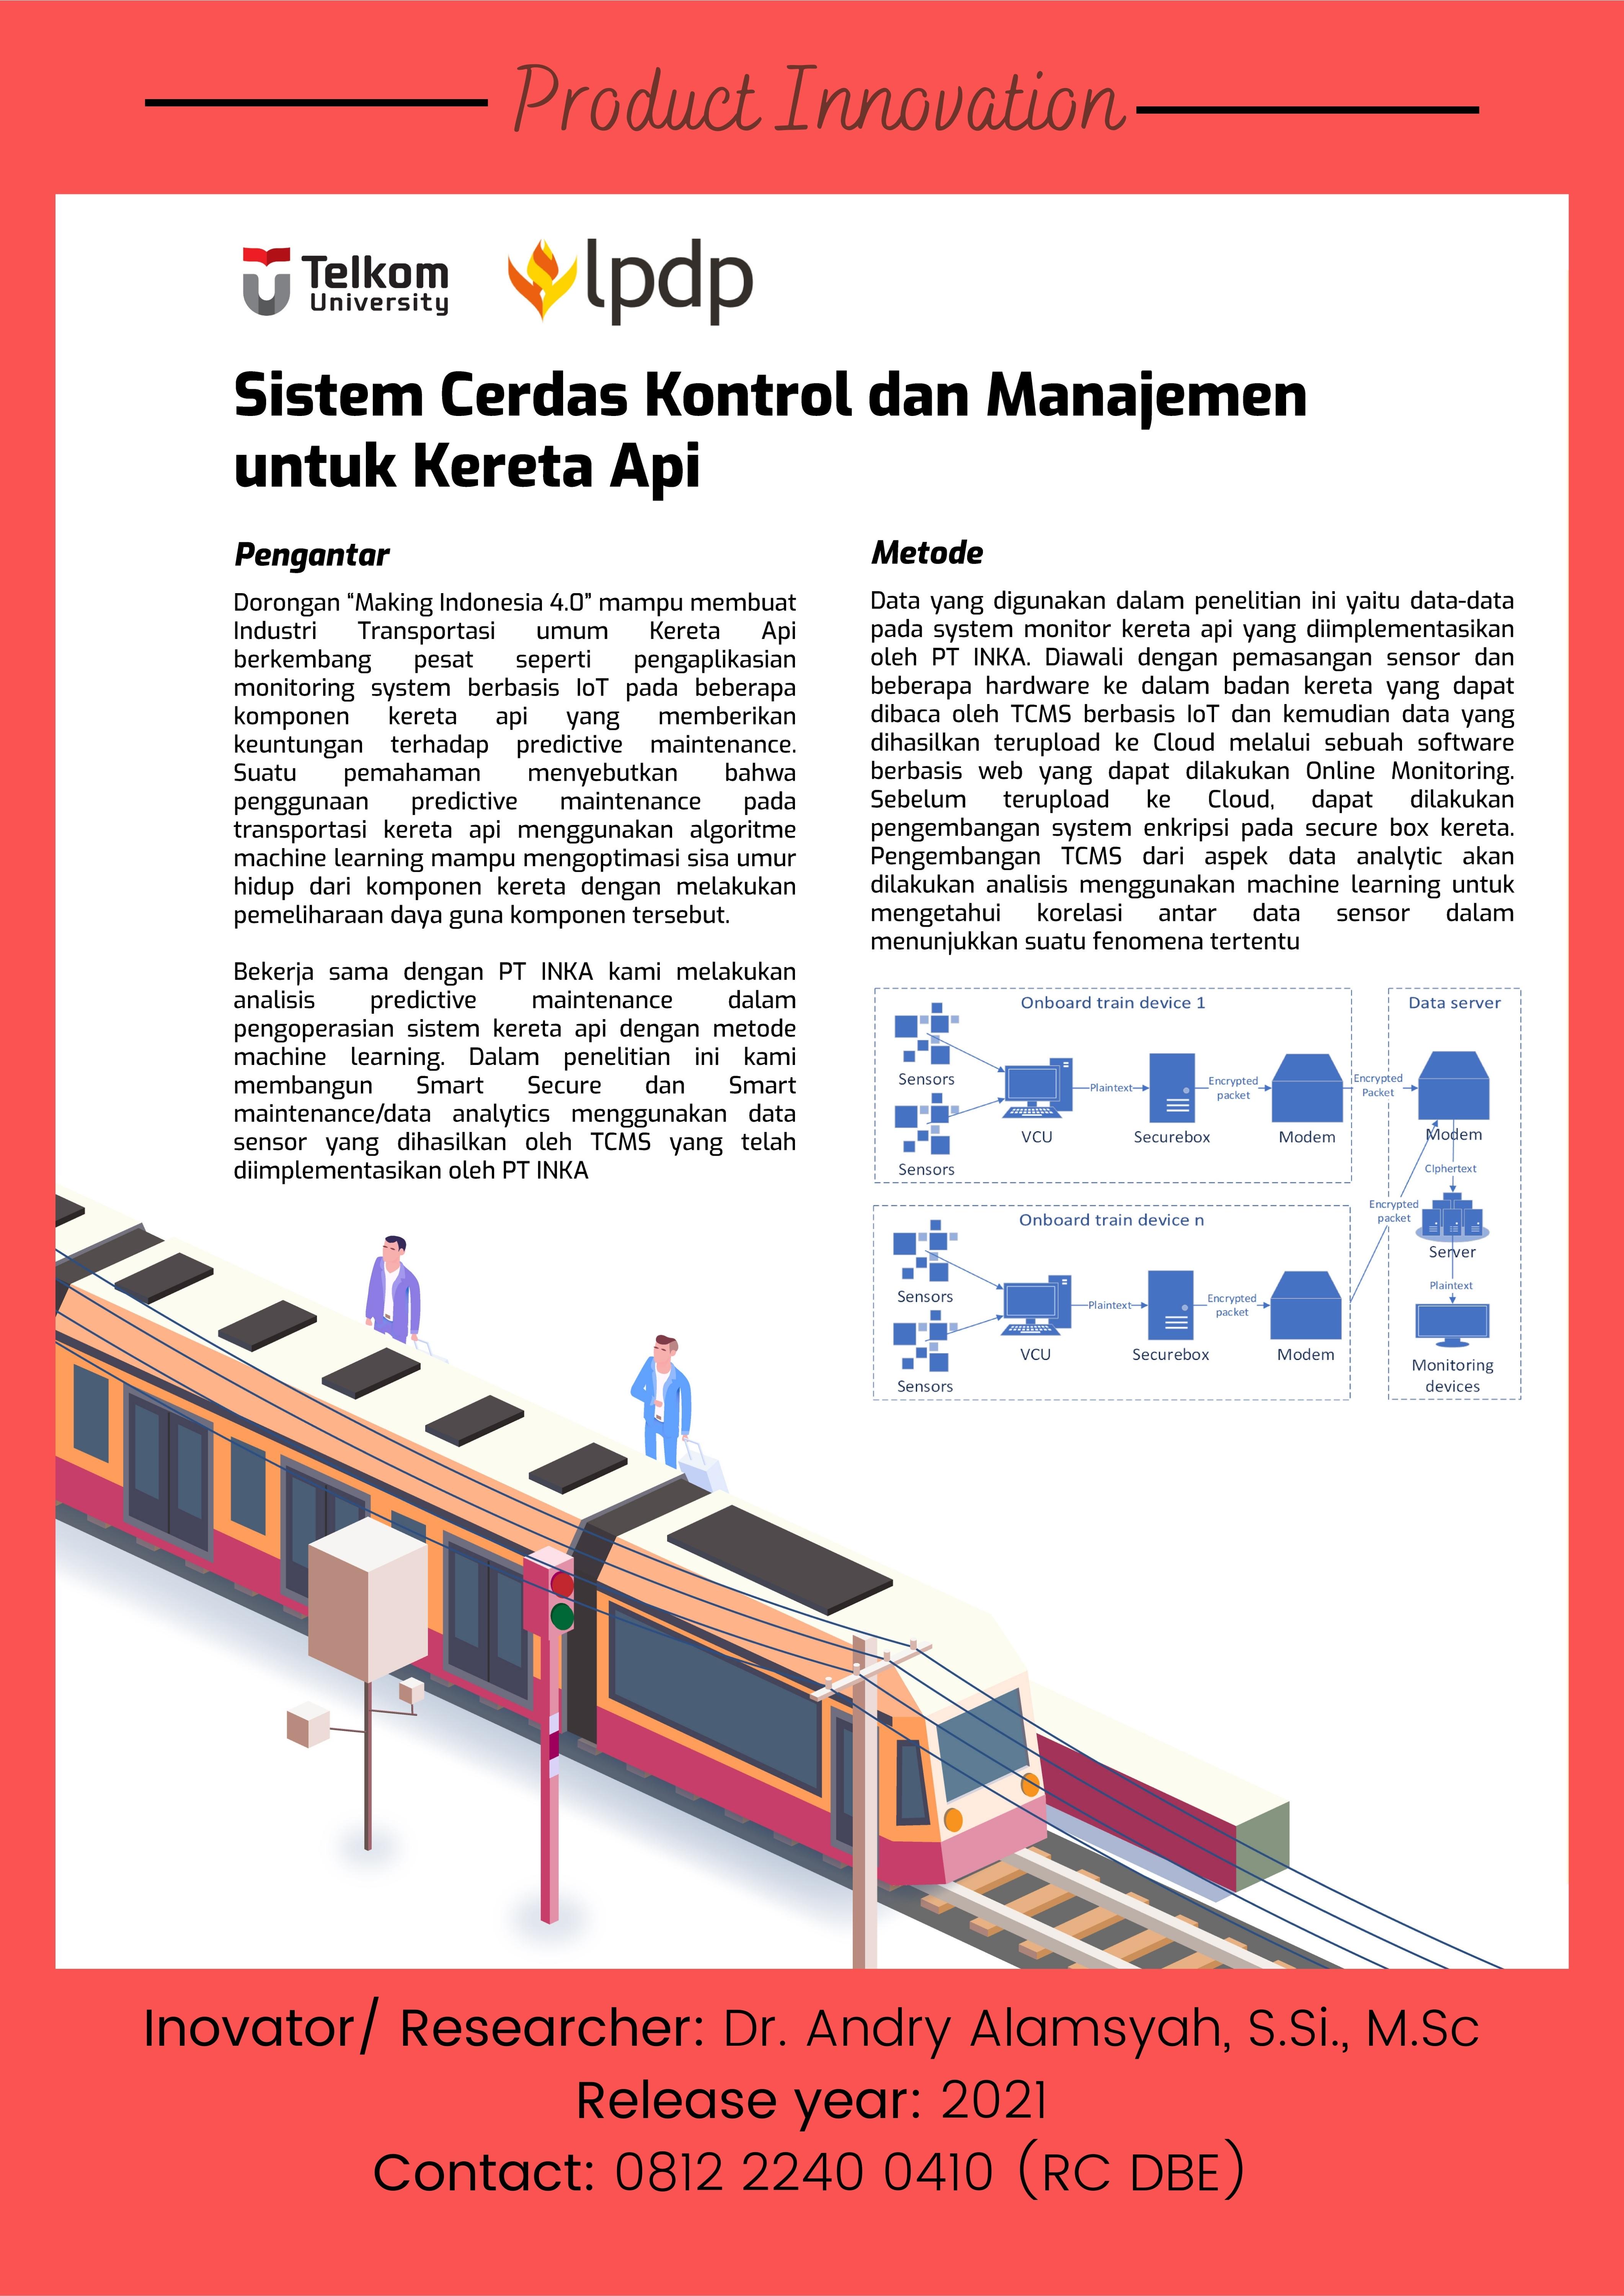 Product Innovation
Telkom
University
lpdp
Sistem Cerdas Kontrol dan Manajemen
untuk Kereta Api
Pengantar
Dorongan “Making Indonesia 4.0” mampu membuat
Industri Transportasi umum Kereta Api
berkembang pesat seperti pengaplikasian
monitoring system berbasis IoT pada beberapa
komponen kereta api yang memberikan
keuntungan terhadap predictive maintenance.
Suatu pemahaman menyebutkan bahwa
penggunaan predictive maintenance pada
transportasi kereta api menggunakan algoritme
machine learning mampu mengoptimasi sisa umur
hidup dari komponen kereta dengan melakukan
pemeliharaan daya guna komponen tersebut.
Bekerja sama dengan PT INKA kami melakukan
analisis predictive maintenance dalam
pengoperasian sistem kereta api dengan metode
machine learning. Dalam penelitian ini kami
membangun Smart Secure dan Smart
maintenance/data analytics menggunakan data
sensor yang dihasilkan oleh TCMS yang telah
diimplementasikan oleh PT INKA
Metode
Data yang digunakan dalam penelitian ini yaitu data-data
pada system monitor kereta api yang diimplementasikan
oleh PT INKA. Diawali dengan pemasangan sensor dan
beberapa hardware ke dalam badan kereta yang dapat
dibaca oleh TCMS berbasis IoT dan kemudian data yang
dihasilkan terupload ke Cloud melalui sebuah software
berbasis web yang dapat dilakukan Online Monitoring.
Sebelum terupload ke Cloud, dapat dilakukan
pengembangan system enkripsi pada secure box kereta.
Pengembangan TCMS dari aspek data analytic akan
dilakukan analisis menggunakan machine learning untuk
mengetahui korelasi antar data sensor dalam
menunjukkan suatu fenomena tertentu
Onboard train device 1
Sensors
Sensors
VCU
Plaintext
Securebox
Encrypted
packet
Modem
Encrypted
Packet
Data server
Modem
CIphertext
Server
Plaintext
Monitoring
devices
Onboard train device n
Sensors
Sensors
VCU
Plaintext
Securebox
Encrypted
packet
Modem
Encrypted
packet
Inovator/ Researcher: Dr. Andry Alamsyah, S.Si., M.Sc
Release year: 2021
Contact: 0812 2240 0410 (RC DBE)